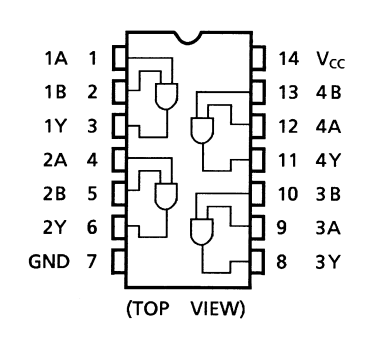 1A 1 14 VCC
1B 2 13 4B
1Y 3 12 4A
2A 4 11 4Y
2B 5 10 3B
2Y 6 9 3A
GND 7 8 3Y
(TOP VIEW)